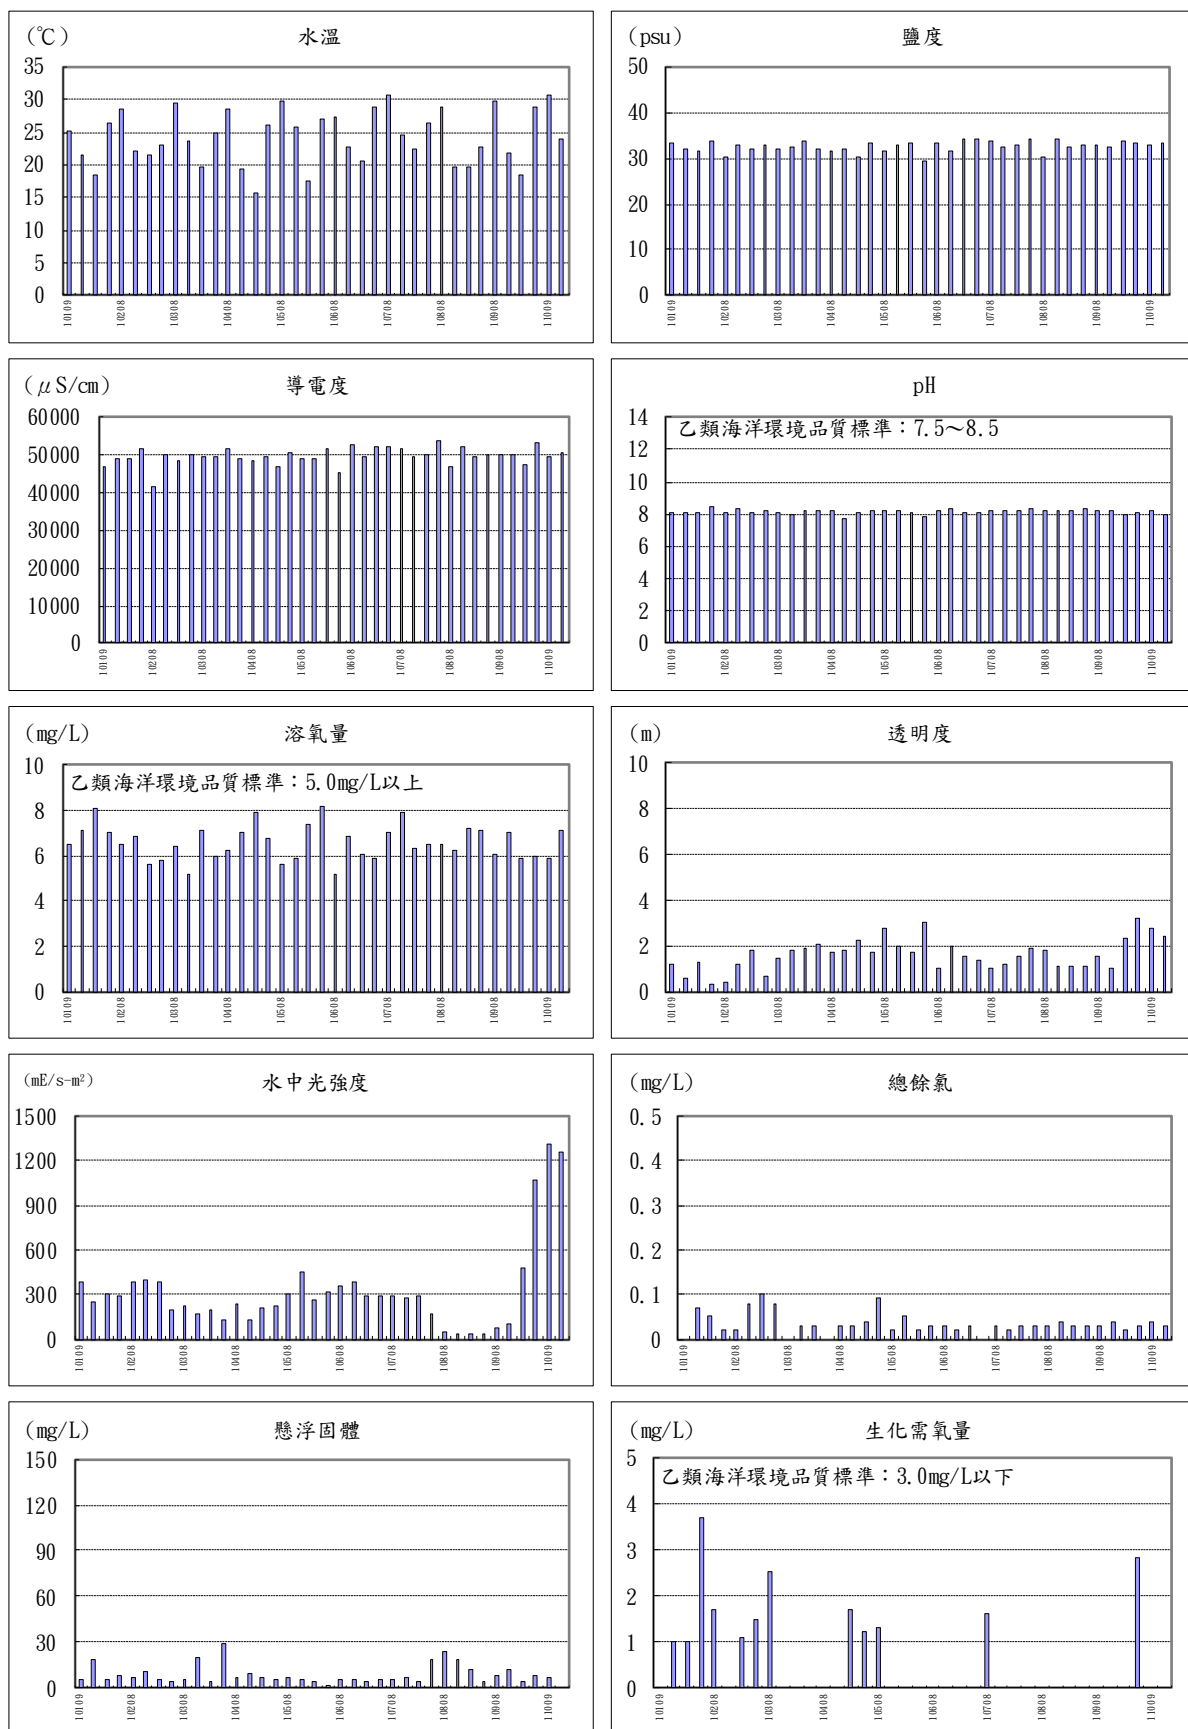 (℃) 水溫
35
30
25
20
15
10
5
0
10109 10208 10308 10408 10508 10608 10708 10808 10908 11009
(psu) 鹽度
50
40
30
20
10
0
10109 10208 10308 10408 10508 10608 10708 10808 10908 11009
(μS/cm) 導電度
60000
50000
40000
30000
20000
10000
0
10109 10208 10308 10408 10508 10608 10708 10808 10908 11009
pH
乙類海洋環境品質標準：7.5～8.5
14
12
10
8
6
4
2
0
10109 10208 10308 10408 10508 10608 10708 10808 10908 11009
(mg/L) 溶氧量
乙類海洋環境品質標準：5.0mg/L以上
10
8
6
4
2
0
10109 10208 10308 10408 10508 10608 10708 10808 10908 11009
(m) 透明度
10
8
6
4
2
0
10109 10208 10308 10408 10508 10608 10708 10808 10908 11009
(mE/s-m²) 水中光強度
1500
1200
900
600
300
0
10109 10208 10308 10408 10508 10608 10708 10808 10908 11009
(mg/L) 總餘氯
0.5
0.4
0.3
0.2
0.1
0
10109 10208 10308 10408 10508 10608 10708 10808 10908 11009
(mg/L) 懸浮固體
150
120
90
60
30
0
10109 10208 10308 10408 10508 10608 10708 10808 10908 11009
(mg/L) 生化需氧量
乙類海洋環境品質標準：3.0mg/L以下
5
4
3
2
1
0
10109 10208 10308 10408 10508 10608 10708 10808 10908 11009